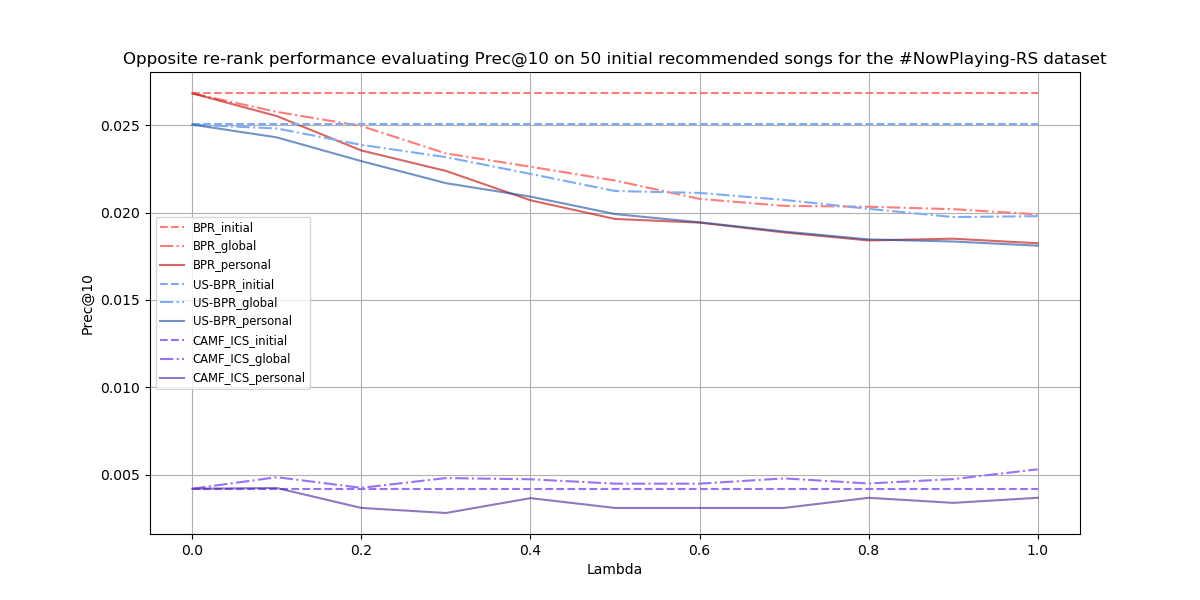 Opposite re-rank performance evaluating Prec@10 on 50 initial recommended songs for the #NowPlaying-RS dataset
0.025
0.020
0.015
0.010
0.005
Prec@10
BPR_initial
BPR_global
BPR_personal
US-BPR_initial
US-BPR_global
US-BPR_personal
CAMF_ICS_initial
CAMF_ICS_global
CAMF_ICS_personal
0.0 0.2 0.4 0.6 0.8 1.0
Lambda